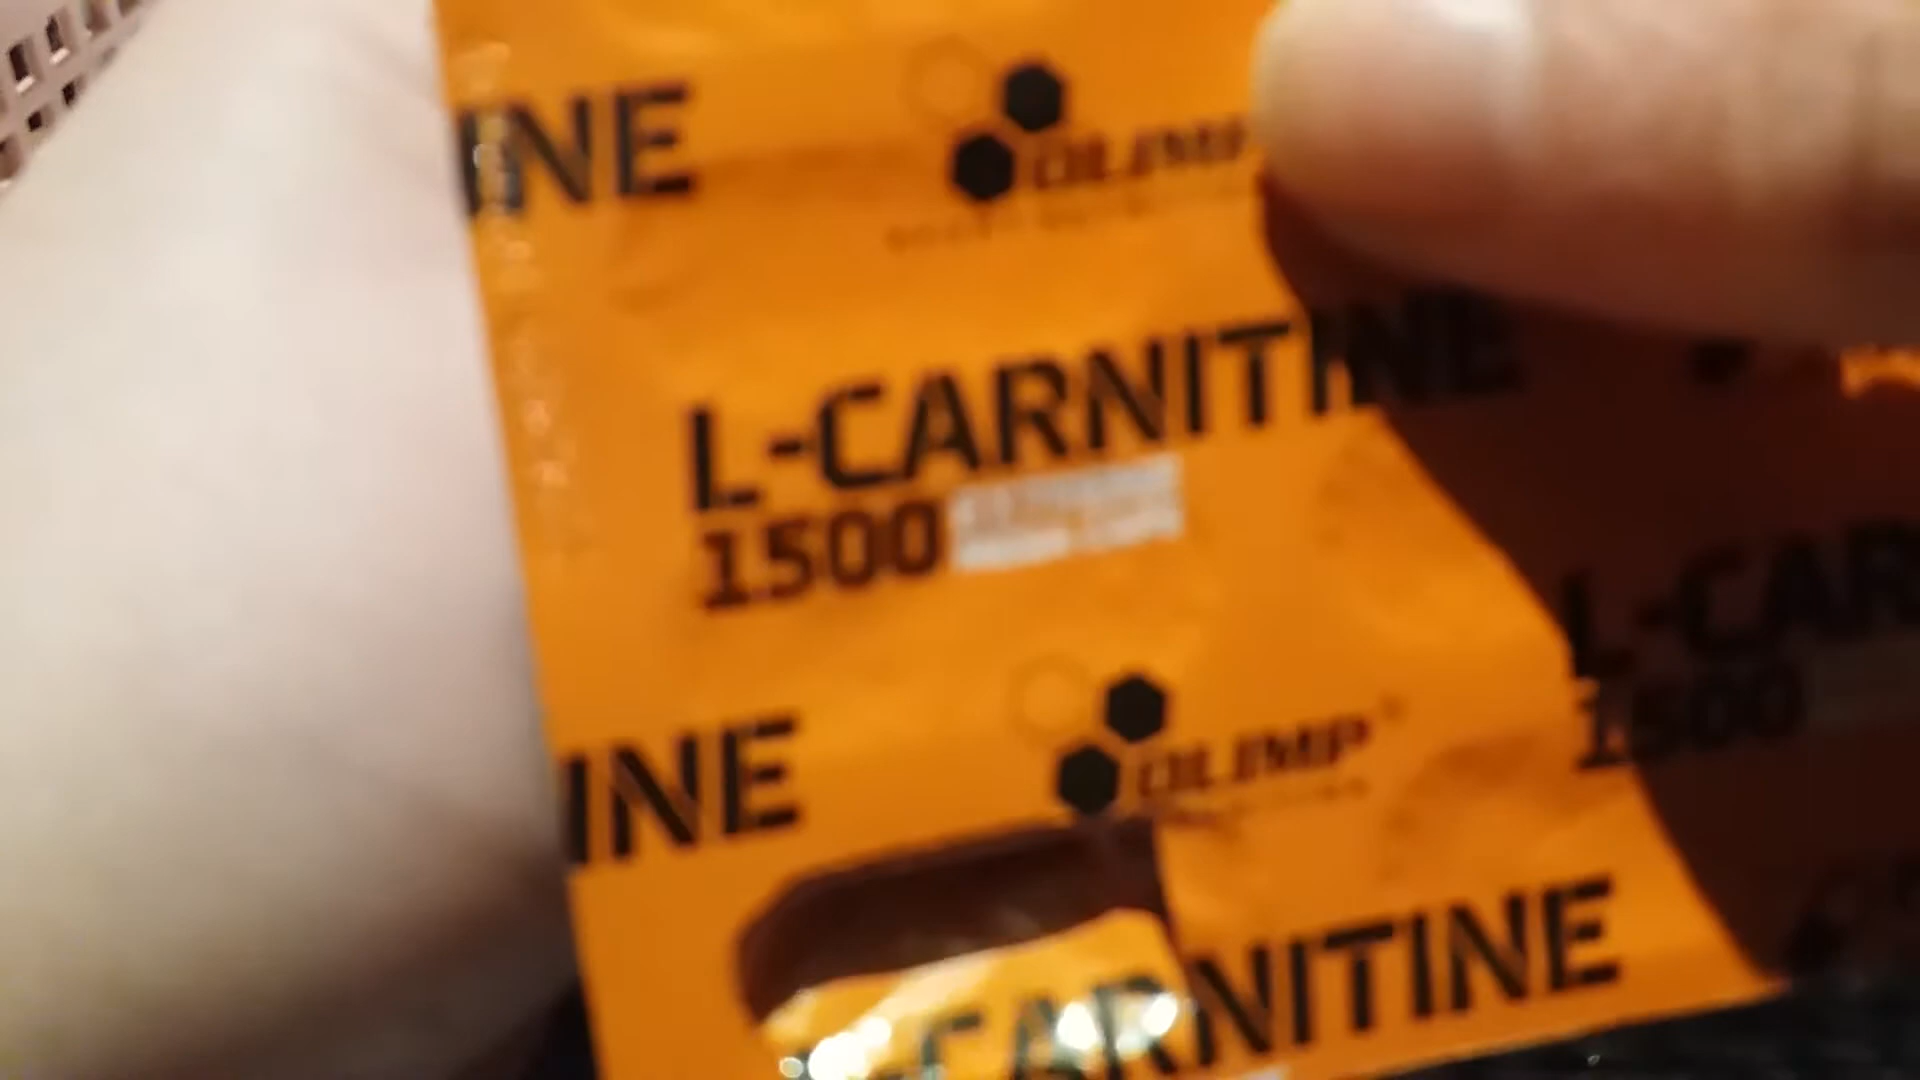 INE
OLIMP
L-CARNITINE
1500
L-CAR
1500
INE
OLIMP
CARNITINE